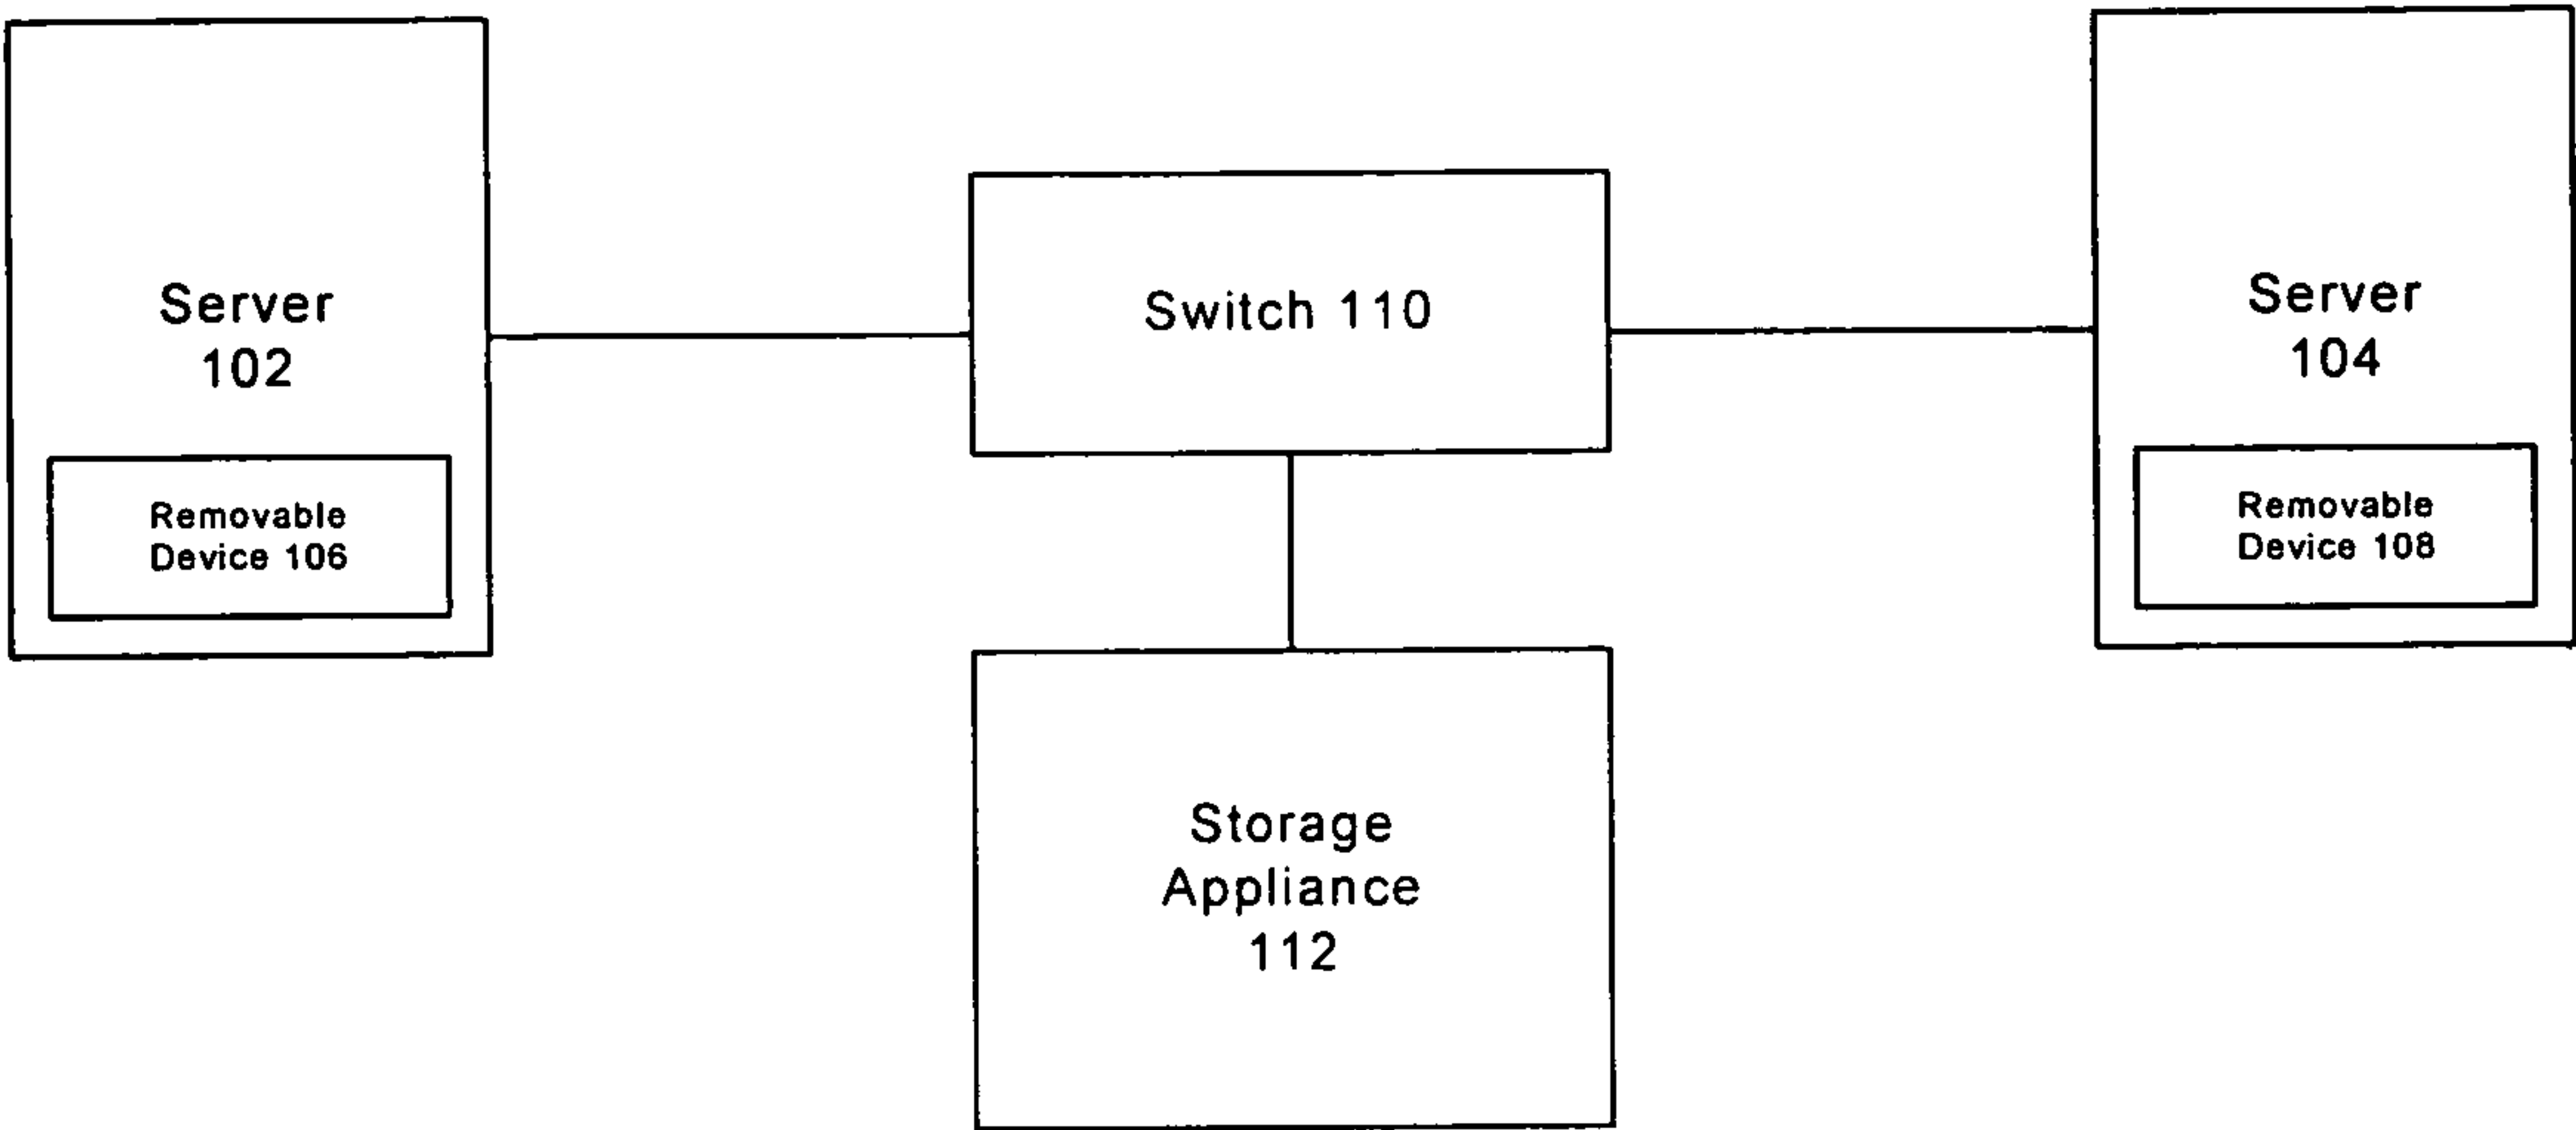 Server
102
Removable
Device 106
Switch 110
Server
104
Removable
Device 108
Storage
Appliance
112